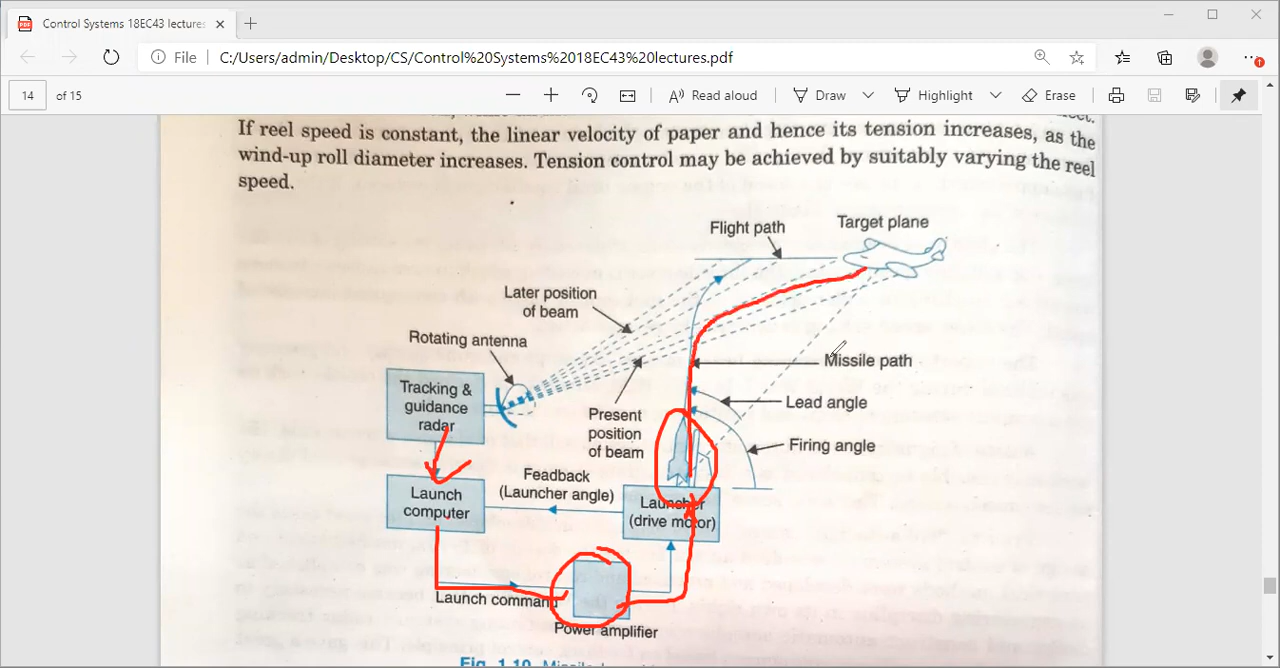 Control Systems 18EC43 lectures
File
C:/Users/admin/Desktop/CS/Control%20Systems%2018EC43%20lectures.pdf
14
of 15
Read aloud
Draw
Highlight
Erase
If reel speed is constant, the linear velocity of paper and hence its tension increases, as the
wind-up roll diameter increases. Tension control may be achieved by suitably varying the reel
speed.
Flight path
Target plane
Later position
of beam
Rotating antenna
Tracking &
guidance
radar
Missile path
Present
position
of beam
Lead angle
Firing angle
Feedback
(Launcher angle)
Launch
computer
Launcher
(drive motor)
Launch command
Power amplifier
Fig. 1.10